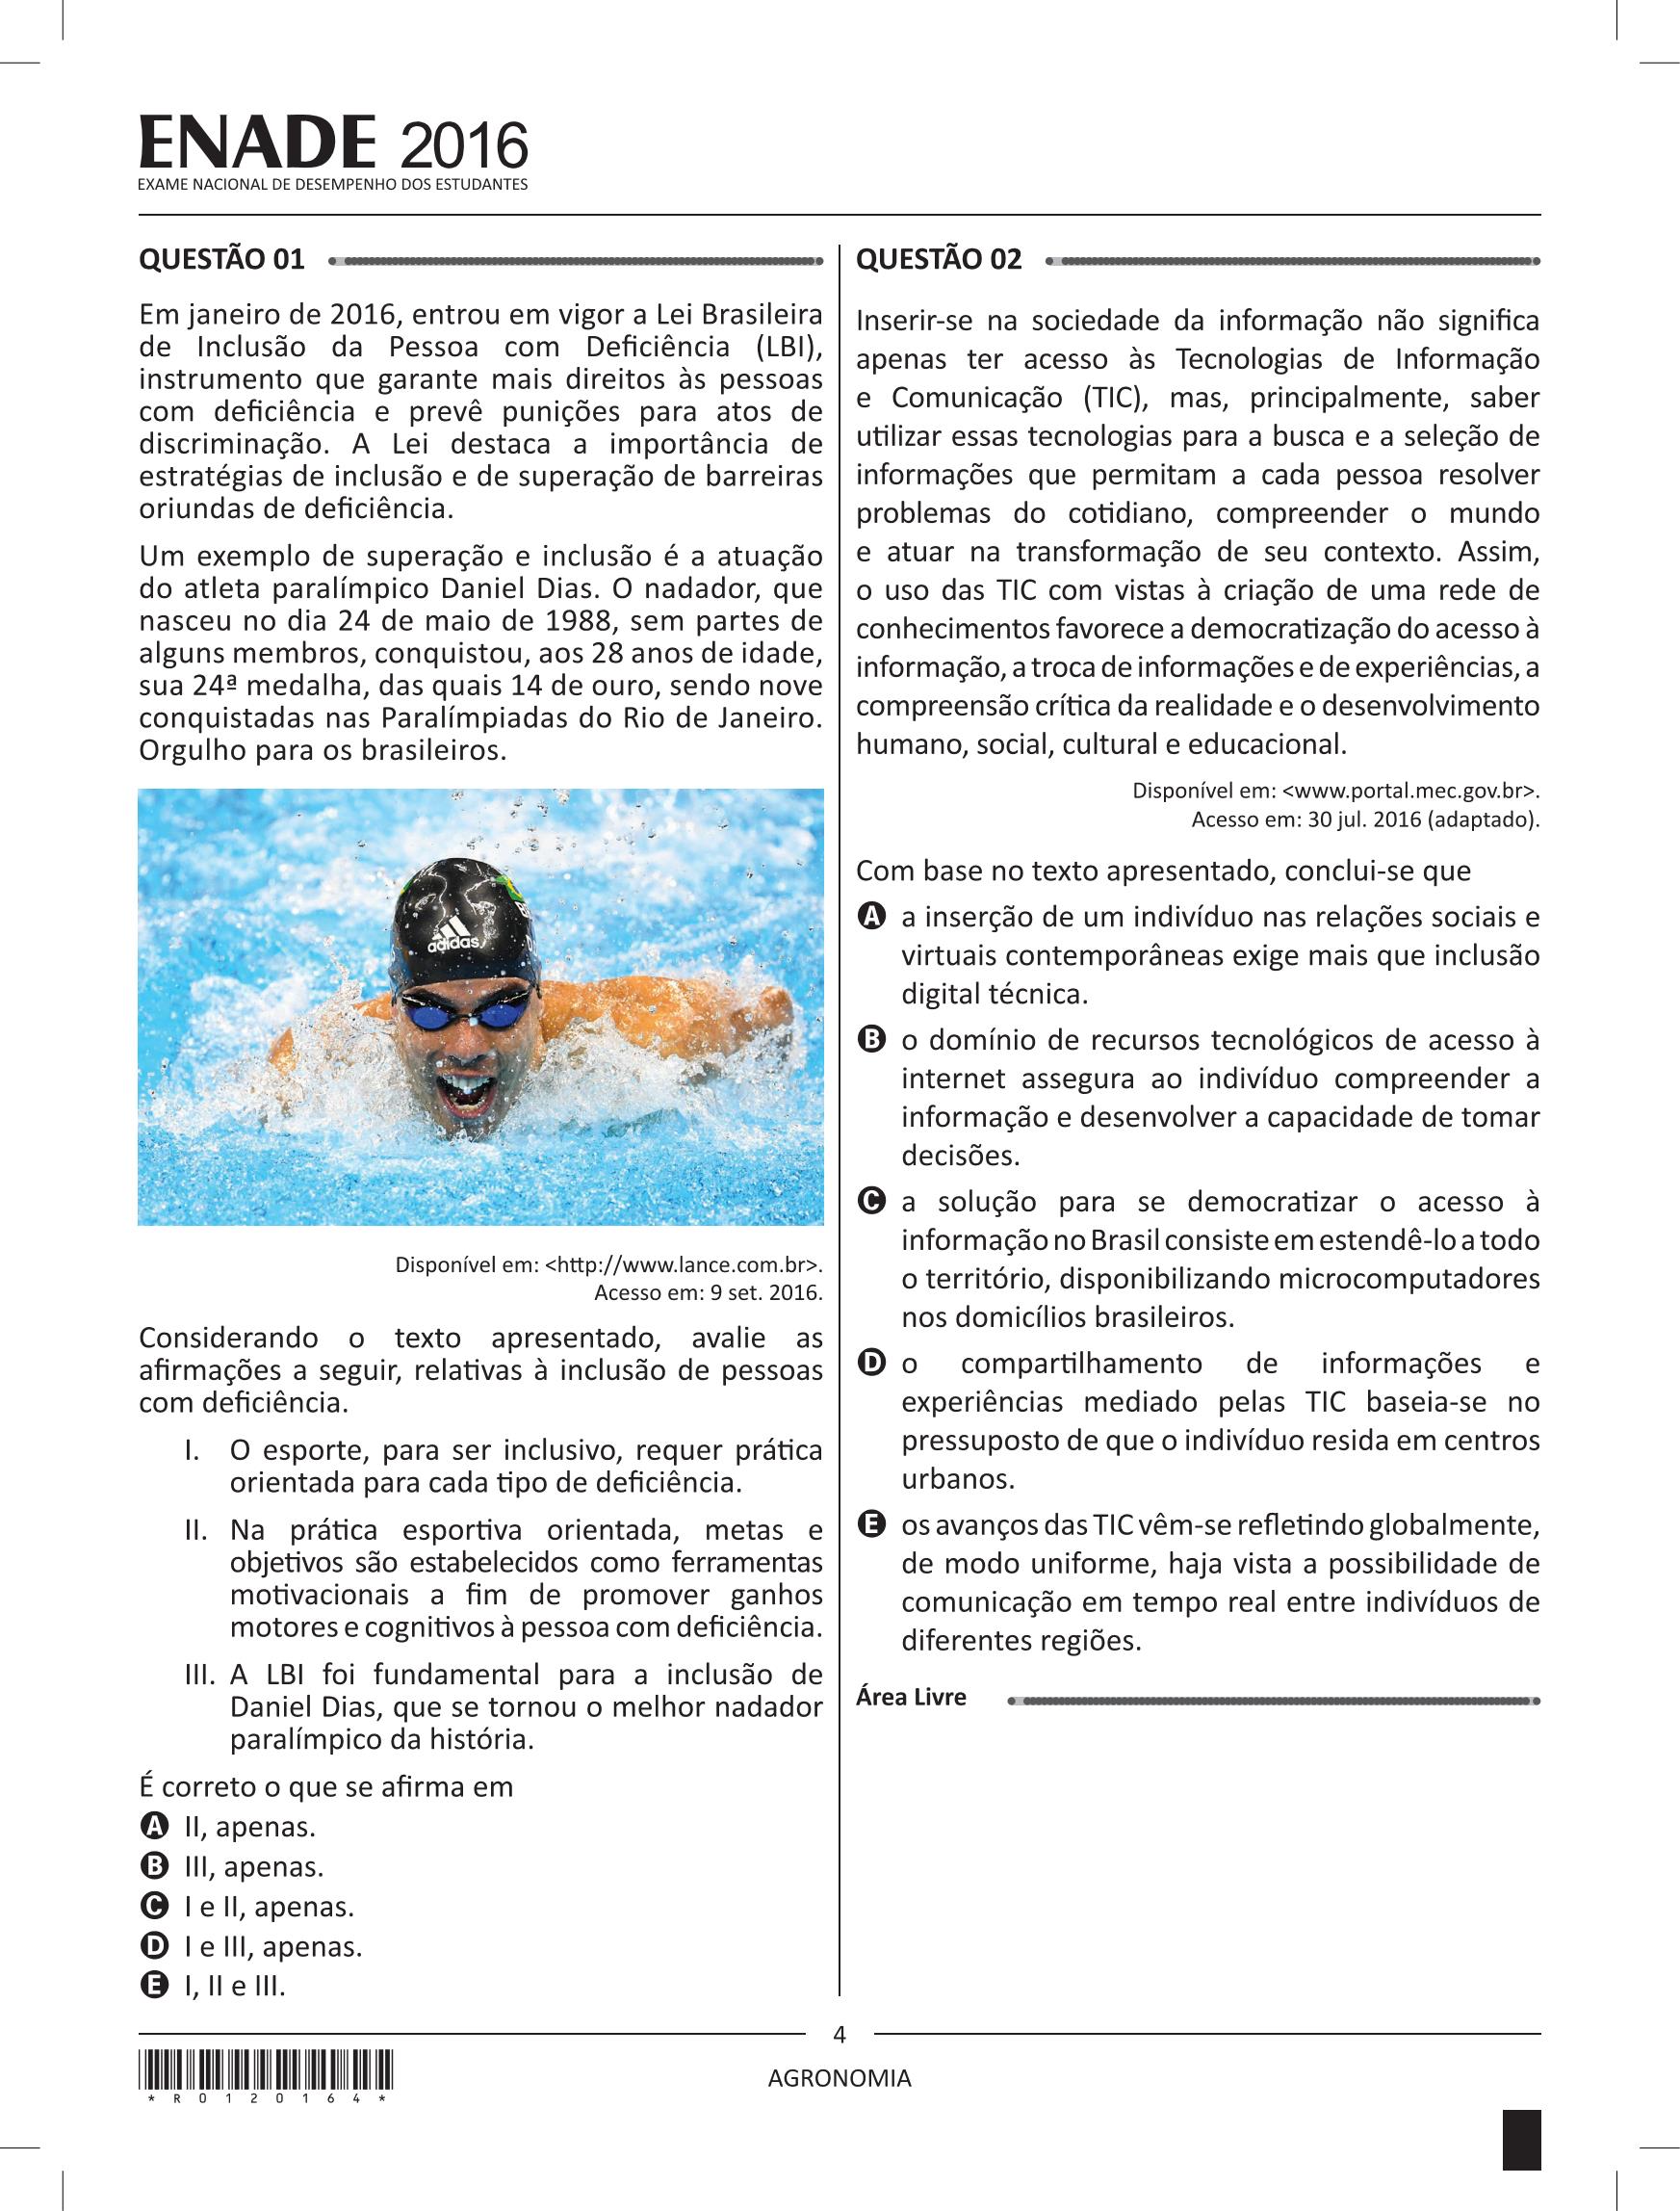 ENADE 2016
EXAME NACIONAL DE DESEMPENHO DOS ESTUDANTES
QUESTÃO 01
Em janeiro de 2016, entrou em vigor a Lei Brasileira
de Inclusão da Pessoa com Deficiência (LBI),
instrumento que garante mais direitos às pessoas
com deficiência e prevê punições para atos de
discriminação. A Lei destaca a importância de
estratégias de inclusão e de superação de barreiras
oriundas de deficiência.
Um exemplo de superação e inclusão é a atuação
do atleta paralímpico Daniel Dias. O nadador, que
nasceu no dia 24 de maio de 1988, sem partes de
alguns membros, conquistou, aos 28 anos de idade,
sua 24ª medalha, das quais 14 de ouro, sendo nove
conquistadas nas Paralímpiadas do Rio de Janeiro.
Orgulho para os brasileiros.
adidas
Disponível em: <http://www.lance.com.br>.
Acesso em: 9 set. 2016.
Considerando o texto apresentado, avalie as
afirmações a seguir, relativas à inclusão de pessoas
com deficiência.
I. O esporte, para ser inclusivo, requer prática
orientada para cada tipo de deficiência.
II. Na prática esportiva orientada, metas e
objetivos são estabelecidos como ferramentas
motivacionais a fim de promover ganhos
motores e cognitivos à pessoa com deficiência.
III. A LBI foi fundamental para a inclusão de
Daniel Dias, que se tornou o melhor nadador
paralímpico da história.
É correto o que se afirma em
A II, apenas.
B III, apenas.
C I e II, apenas.
D I e III, apenas.
E I, II e III.
QUESTÃO 02
Inserir-se na sociedade da informação não significa
apenas ter acesso às Tecnologias de Informação
e Comunicação (TIC), mas, principalmente, saber
utilizar essas tecnologias para a busca e a seleção de
informações que permitam a cada pessoa resolver
problemas do cotidiano, compreender o mundo
e atuar na transformação de seu contexto. Assim,
o uso das TIC com vistas à criação de uma rede de
conhecimentos favorece a democratização do acesso à
informação, a troca de informações e de experiências, a
compreensão crítica da realidade e o desenvolvimento
humano, social, cultural e educacional.
Disponível em: <www.portal.mec.gov.br>.
Acesso em: 30 jul. 2016 (adaptado).
Com base no texto apresentado, conclui-se que
A a inserção de um indivíduo nas relações sociais e
virtuais contemporâneas exige mais que inclusão
digital técnica.
B o domínio de recursos tecnológicos de acesso à
internet assegura ao indivíduo compreender a
informação e desenvolver a capacidade de tomar
decisões.
C a solução para se democratizar o acesso à
informação no Brasil consiste em estendê-lo a todo
o território, disponibilizando microcomputadores
nos domicílios brasileiros.
D o compartilhamento de informações e
experiências mediado pelas TIC baseia-se no
pressuposto de que o indivíduo resida em centros
urbanos.
E os avanços das TIC vêm-se refletindo globalmente,
de modo uniforme, haja vista a possibilidade de
comunicação em tempo real entre indivíduos de
diferentes regiões.
Área Livre
4
AGRONOMIA
* R 0 1 2 0 1 6 4 *